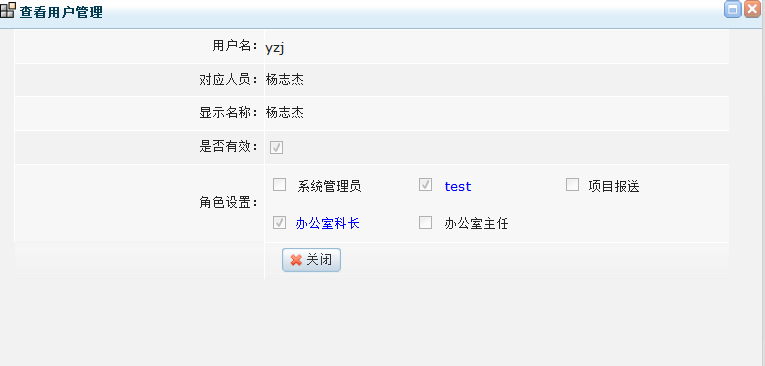 查看用户管理
用户名： yzj
对应人员： 杨志杰
显示名称： 杨志杰
是否有效：
角色设置： 系统管理员 test 项目报送
办公室科长 办公室主任
关闭